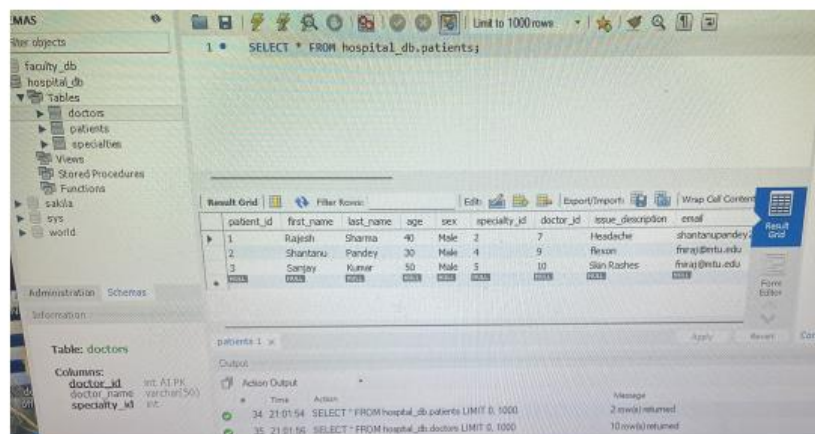 MAS
filter objects
faculty_db
hospital_db
Tables
doctors
patients
specialties
Views
Stored Procedures
Functions
sakila
sys
world
Administration Schemas
Information
Table: doctors
Columns:
doctor_id int AI PK
doctor_name varchar(50)
specialty_id int
Limit to 1000 rows
1 SELECT * FROM hospital_db.patients;
Result Grid Filter Rows: Edit: Export/Import: Wrap Cell Content
patient_id first_name last_name age sex specialty_id doctor_id issue_description email
1 Rajesh Sharma 40 Male 2 7 Headache shantanupandey2
2 Shantanu Pandey 30 Male 4 9 flexon
3 Sanjay Kumar 50 Male 5 10 Skin Rashes
NULL NULL NULL NULL NULL NULL NULL NULL
Result Grid
Form Editor
patients 1 Apply Revert
Output
Action Output
# Time Action Message
34 21:01:54 SELECT * FROM hospital_db.patients LIMIT 0, 1000 2 row(s) returned
35 21:01:56 SELECT * FROM hospital_db.doctors LIMIT 0, 1000 10 row(s) returned